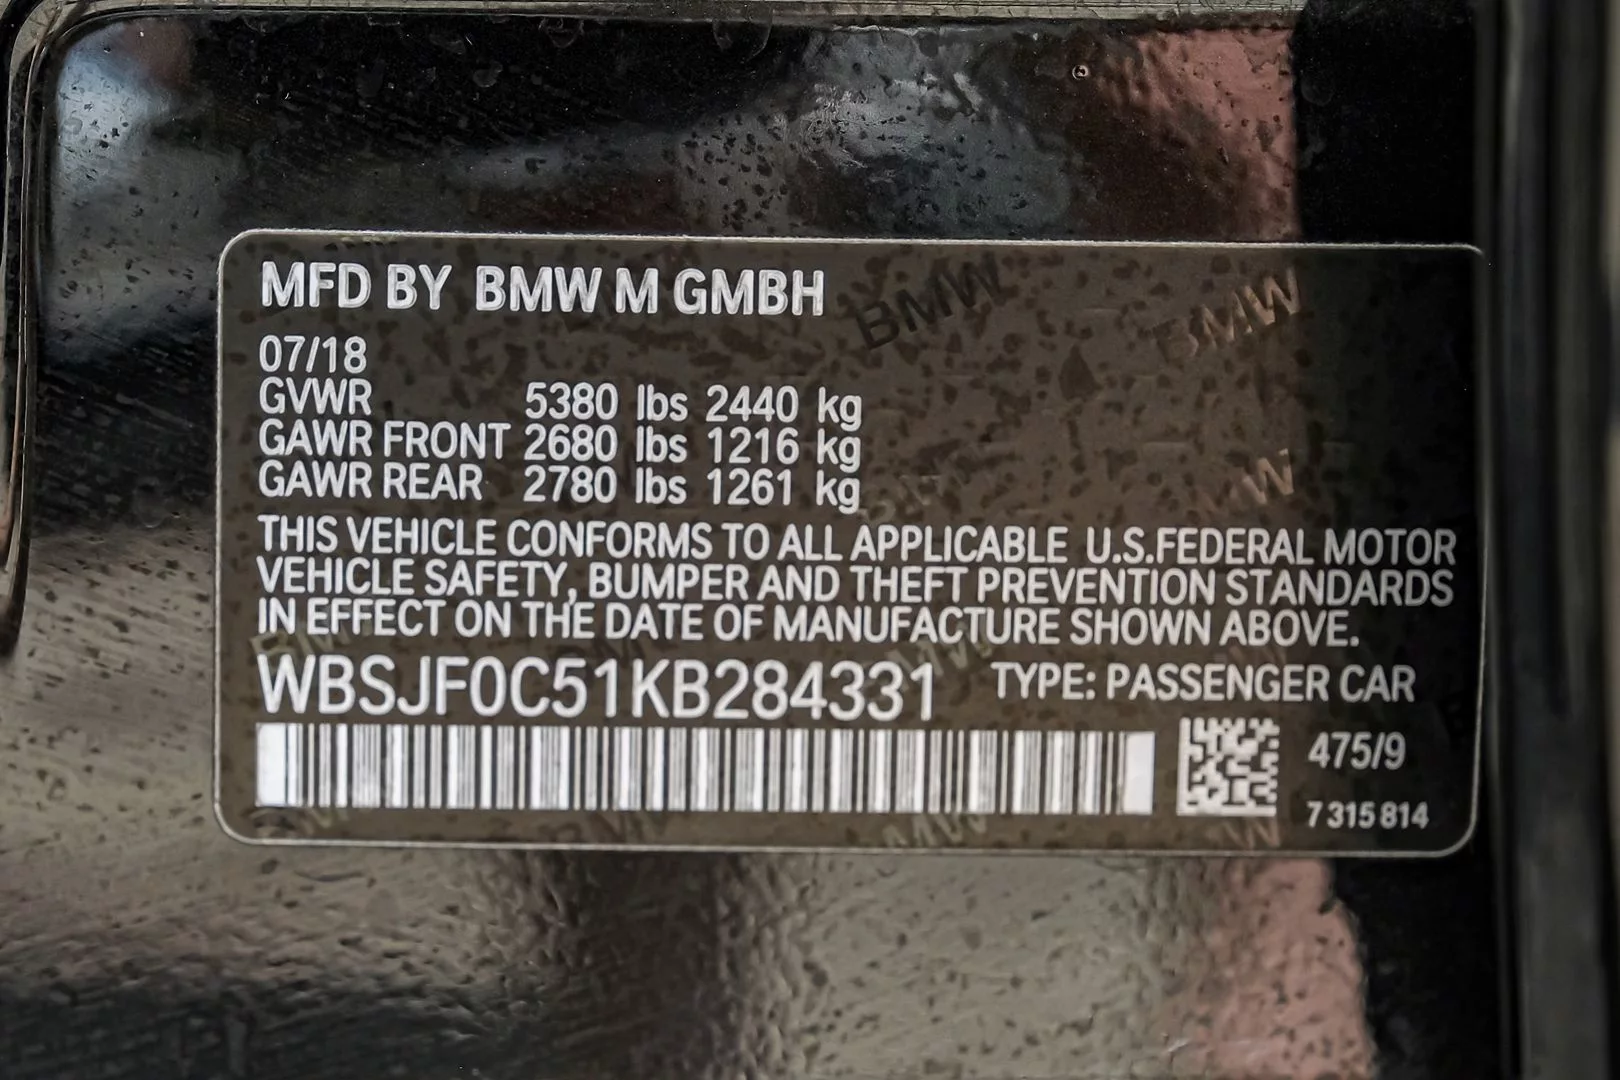 MFD BY BMW M GMBH
07/18
GVWR 5380 lbs 2440 kg
GAWR FRONT 2680 lbs 1216 kg
GAWR REAR 2780 lbs 1261 kg
THIS VEHICLE CONFORMS TO ALL APPLICABLE U.S.FEDERAL MOTOR
VEHICLE SAFETY, BUMPER AND THEFT PREVENTION STANDARDS
IN EFFECT ON THE DATE OF MANUFACTURE SHOWN ABOVE.
WBSJF0C51KB284331 TYPE: PASSENGER CAR
475/9
7 315 814
BMW
BMW